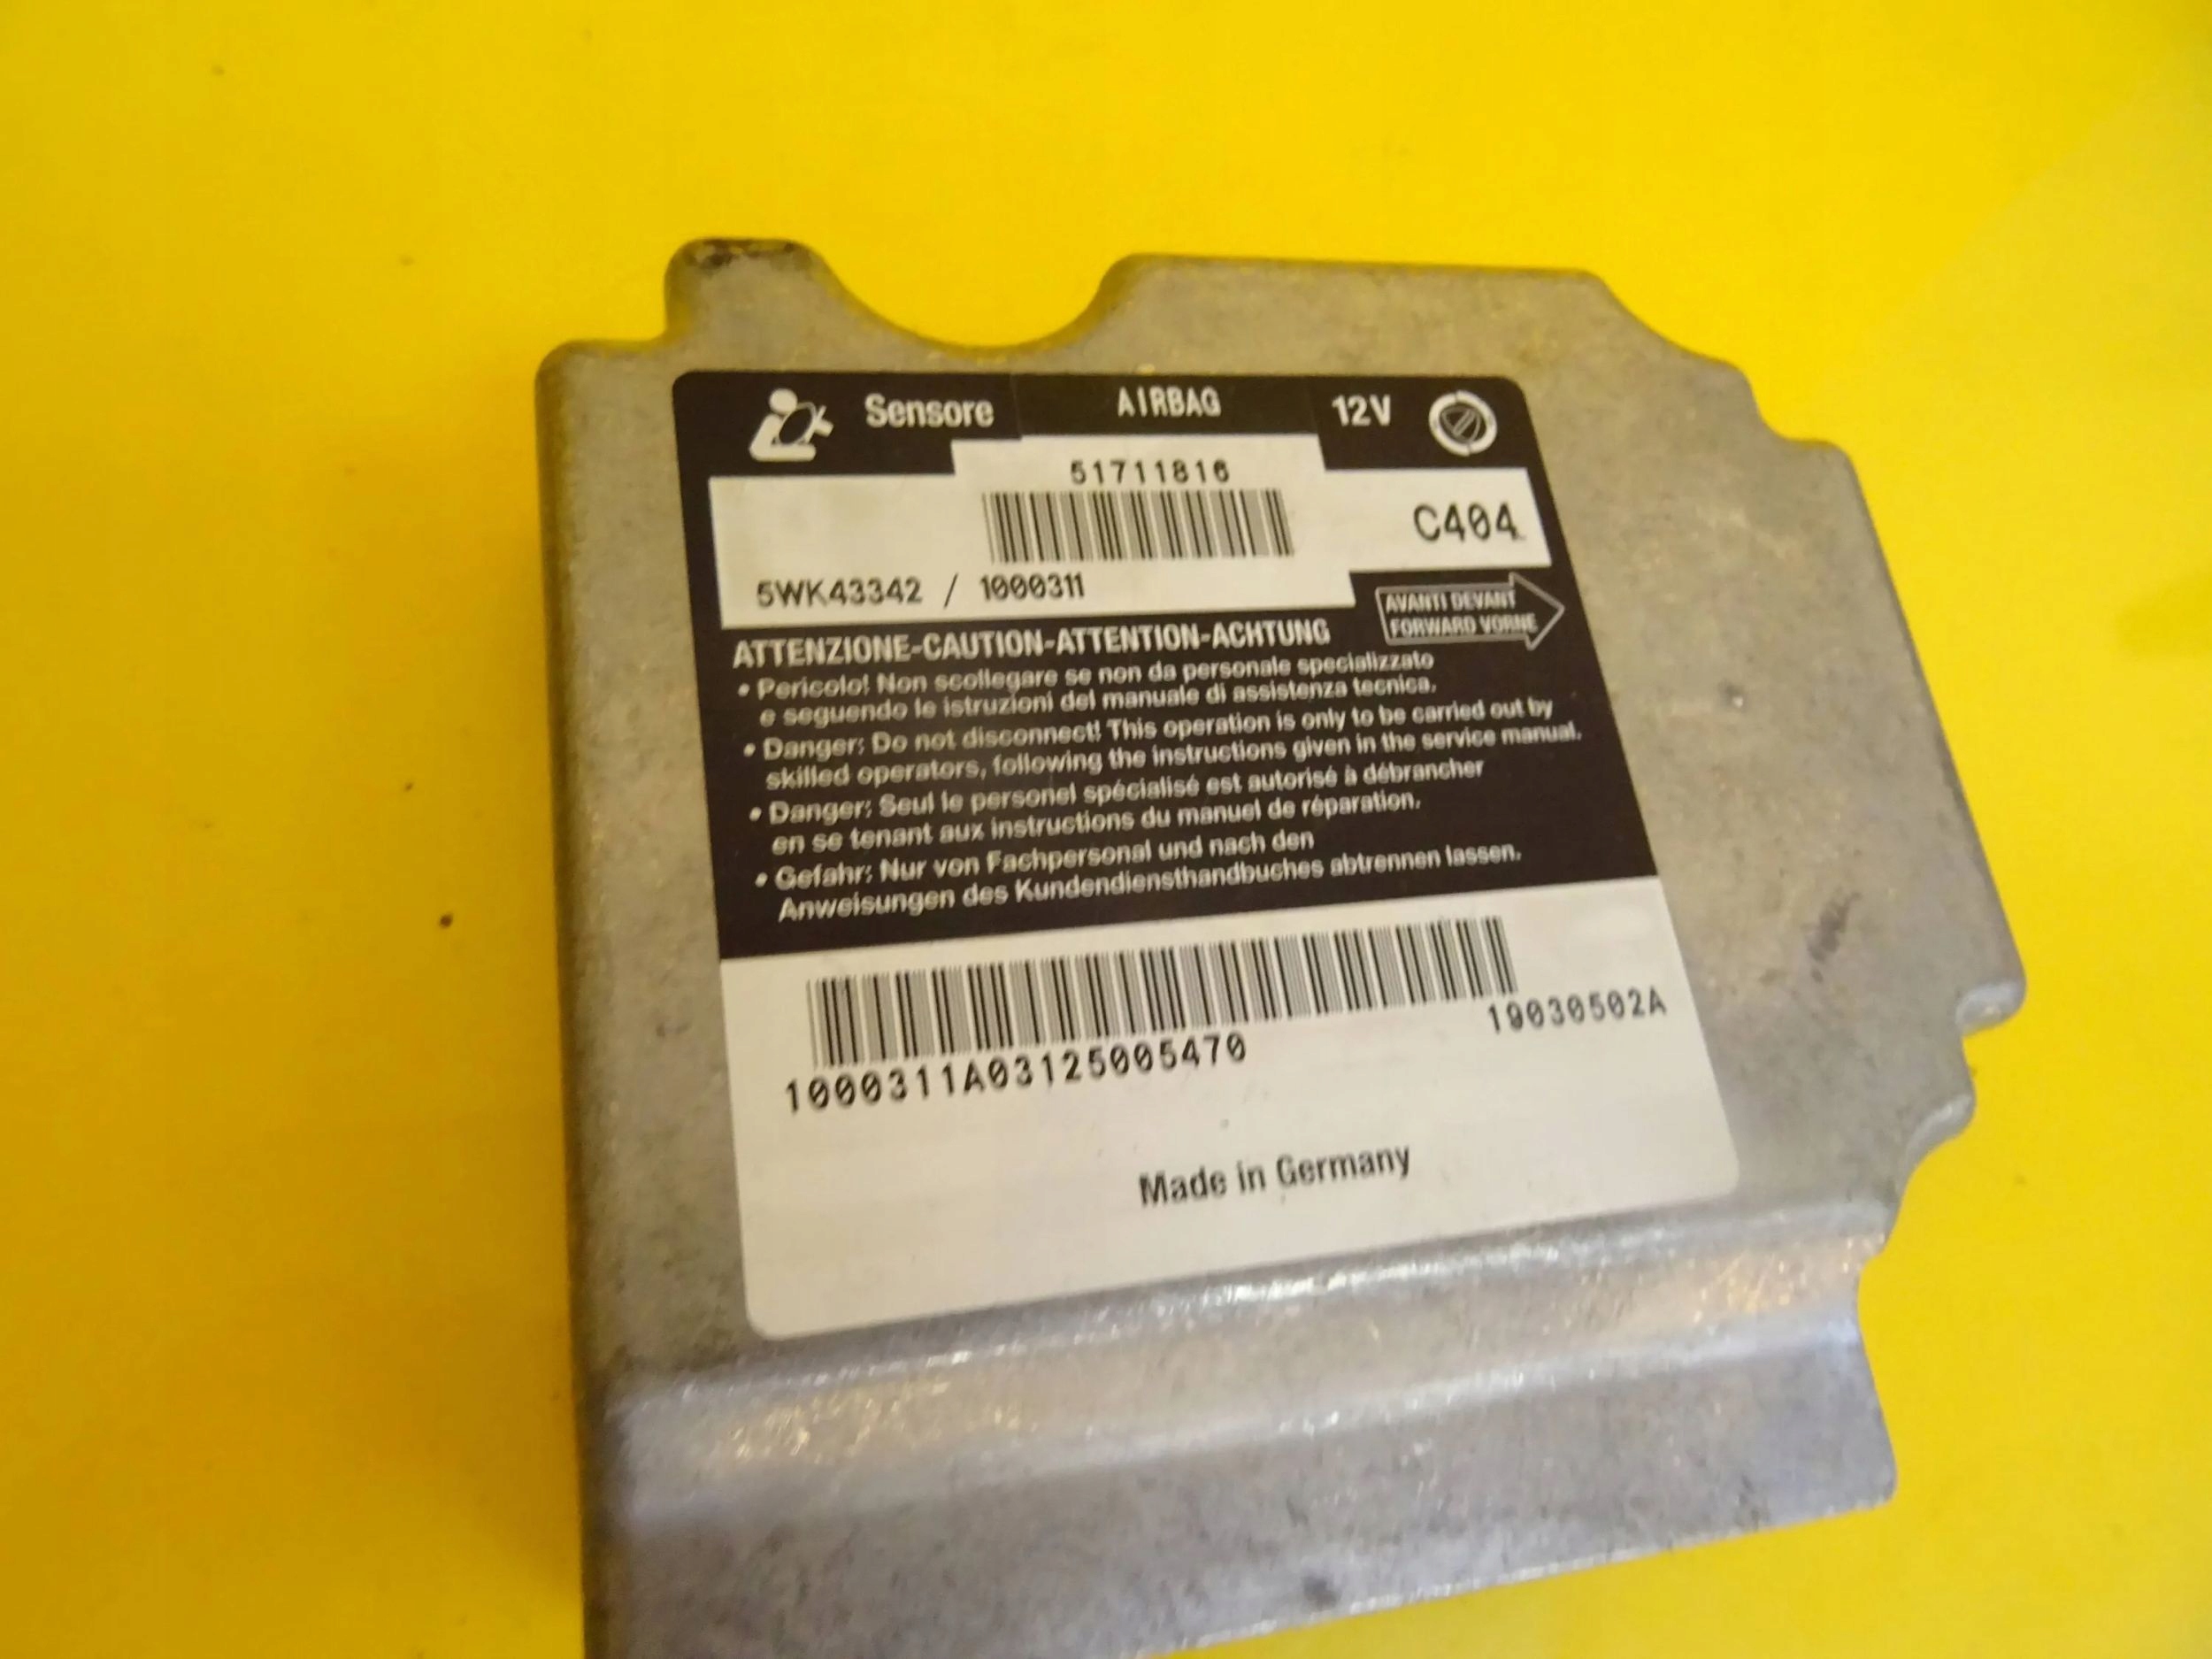 Sensore AIRBAG 12V
51711816
C404
5WK43342 / 1000311
AVANTI DEVANT
FORWARD VORNE
ATTENZIONE-CAUTION-ATTENTION-ACHTUNG
• Pericolo! Non scollegare se non da personale specializzato
e seguendo le istruzioni del manuale di assistenza tecnica.
• Danger: Do not disconnect! This operation is only to be carried out by
skilled operators, following the instructions given in the service manual.
• Danger: Seul le personel spécialisé est autorisé à débrancher
en se tenant aux instructions du manuel de réparation.
• Gefahr: Nur von Fachpersonal und nach den
Anweisungen des Kundendiensthandbuches abtrennen lassen.
19030502A
1000311A03125005470
Made in Germany